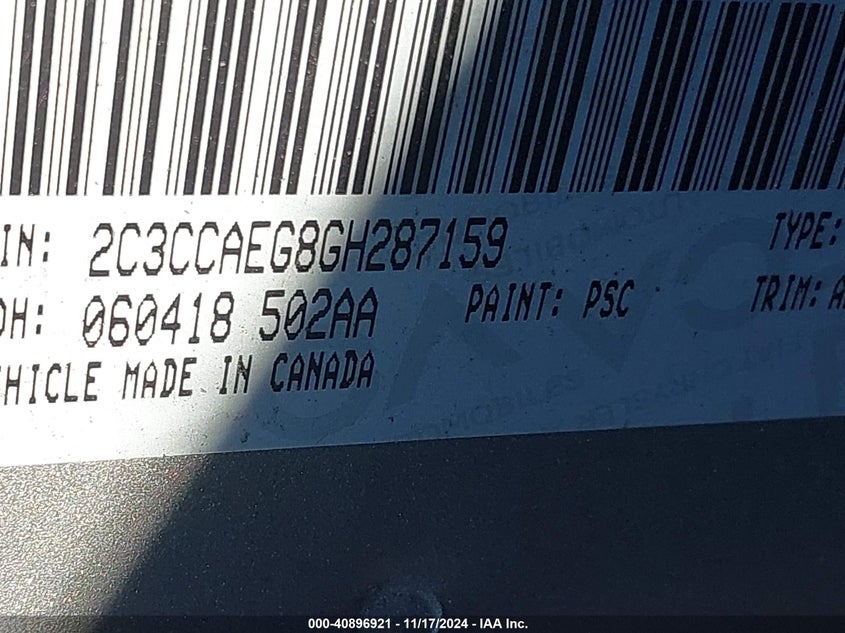 IN: 2C3CCAEG8GH287159 TYPE:
DH: 060418 502AA PAINT: PSC TRIM: A
EHICLE MADE IN CANADA
000-40896921 - 11/17/2024 - IAA Inc.